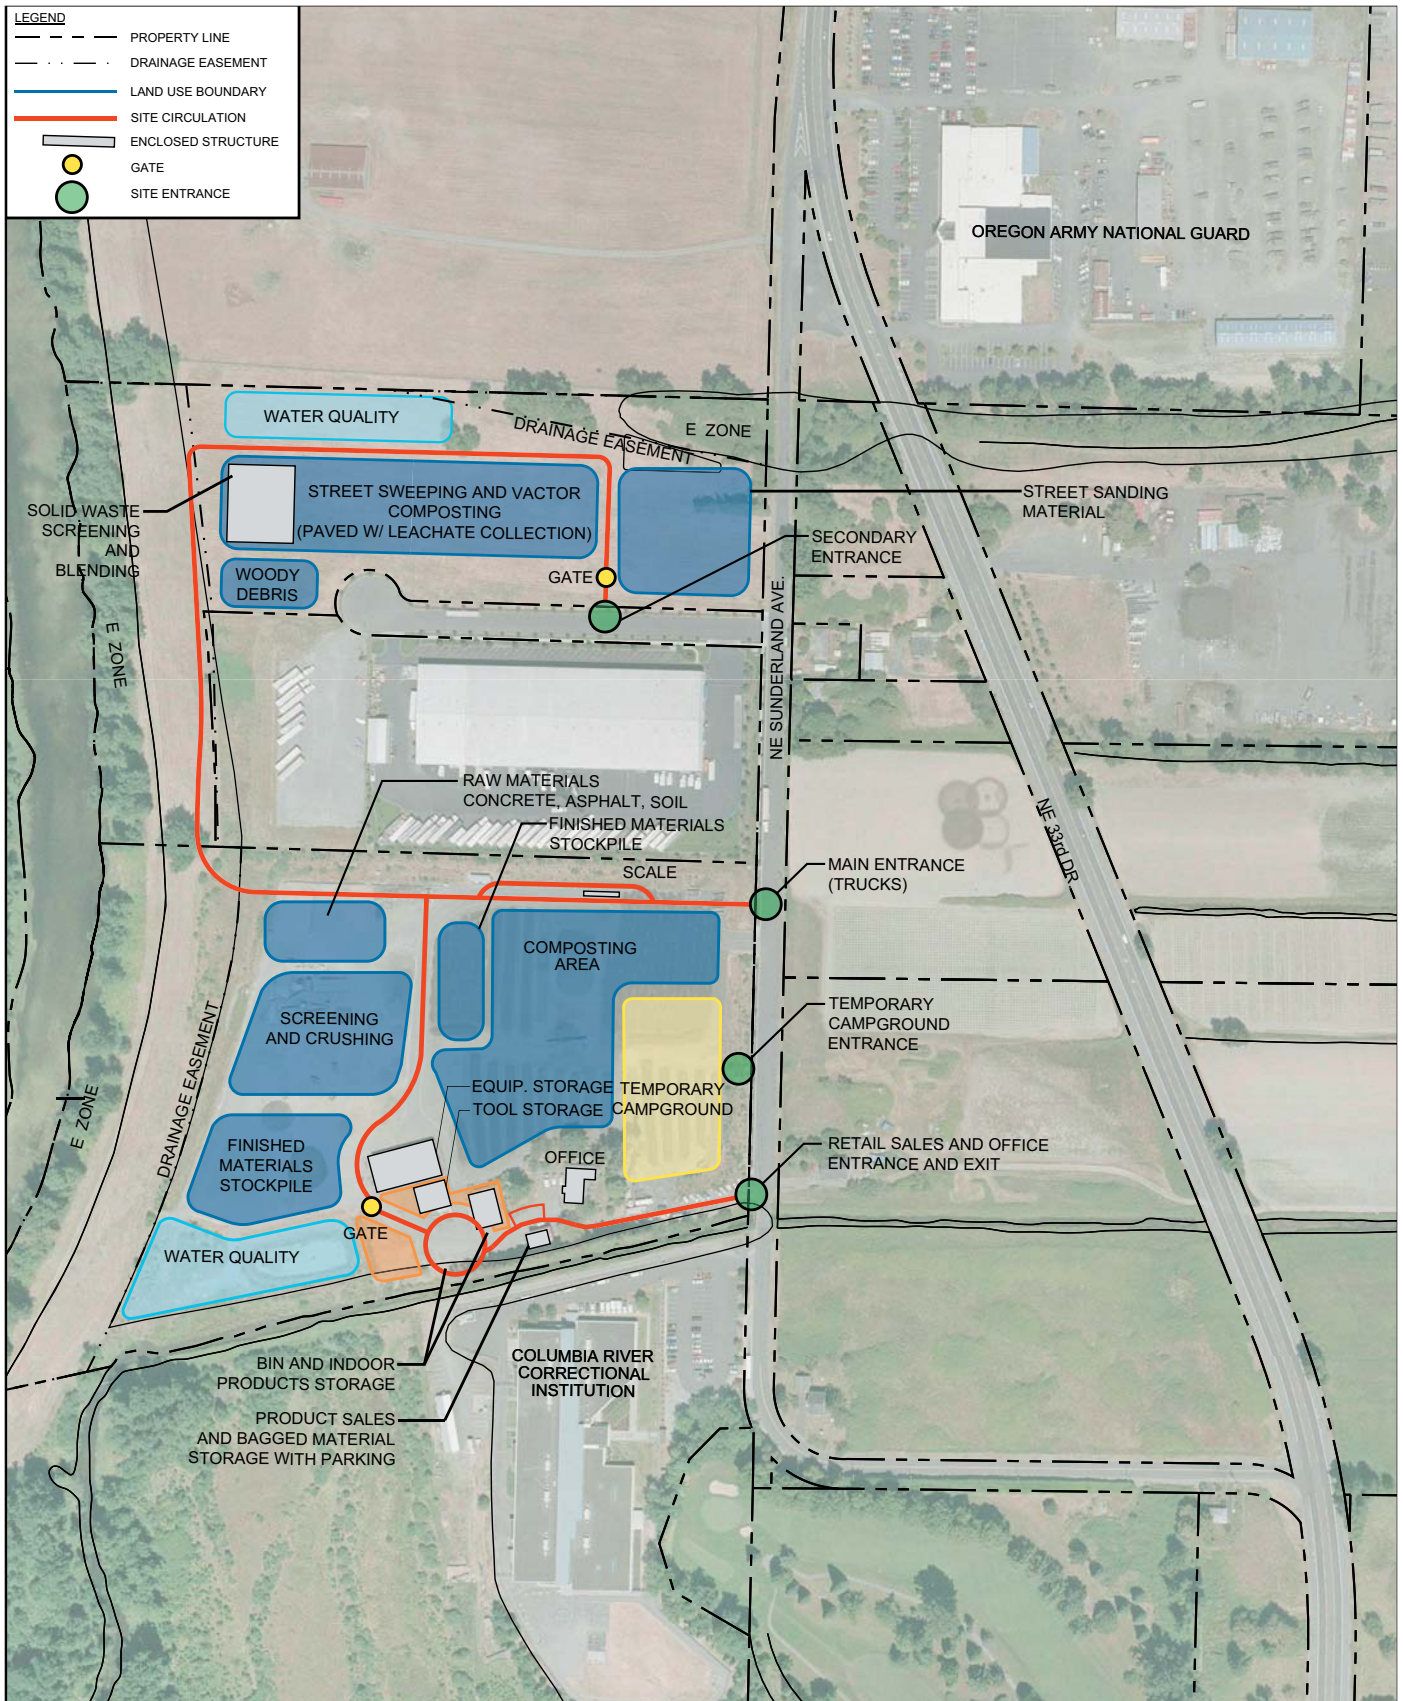 LEGEND
PROPERTY LINE
DRAINAGE EASEMENT
LAND USE BOUNDARY
SITE CIRCULATION
ENCLOSED STRUCTURE
GATE
SITE ENTRANCE
OREGON ARMY NATIONAL GUARD
WATER QUALITY
DRAINAGE EASEMENT
E ZONE
STREET SWEEPING AND VACTOR
COMPOSTING
(PAVED W/ LEACHATE COLLECTION)
SOLID WASTE
SCREENING
AND
BLENDING
STREET SANDING
MATERIAL
SECONDARY
ENTRANCE
WOODY
DEBRIS
GATE
E ZONE
NE SUNDERLAND AVE.
RAW MATERIALS
CONCRETE, ASPHALT, SOIL
FINISHED MATERIALS
STOCKPILE
NE 33rd DR
SCALE
MAIN ENTRANCE
(TRUCKS)
COMPOSTING
AREA
SCREENING
AND CRUSHING
TEMPORARY
CAMPGROUND
ENTRANCE
DRAINAGE EASEMENT
E ZONE
EQUIP. STORAGE
TOOL STORAGE
TEMPORARY
CAMPGROUND
FINISHED
MATERIALS
STOCKPILE
OFFICE
RETAIL SALES AND OFFICE
ENTRANCE AND EXIT
GATE
WATER QUALITY
BIN AND INDOOR
PRODUCTS STORAGE
COLUMBIA RIVER
CORRECTIONAL
INSTITUTION
PRODUCT SALES
AND BAGGED MATERIAL
STORAGE WITH PARKING